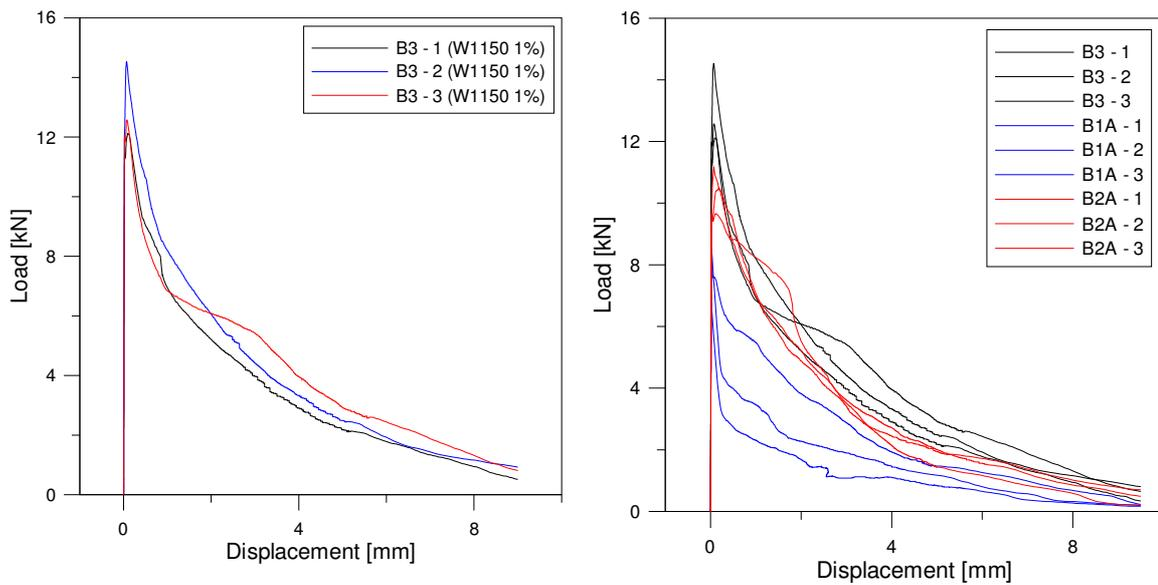 16
12
8
4
0
Load [kN]
0
4
8
Displacement [mm]
B3 - 1 (W1150 1%)
B3 - 2 (W1150 1%)
B3 - 3 (W1150 1%)
16
12
8
4
0
Load [kN]
0
4
8
Displacement [mm]
B3 - 1
B3 - 2
B3 - 3
B1A - 1
B1A - 2
B1A - 3
B2A - 1
B2A - 2
B2A - 3